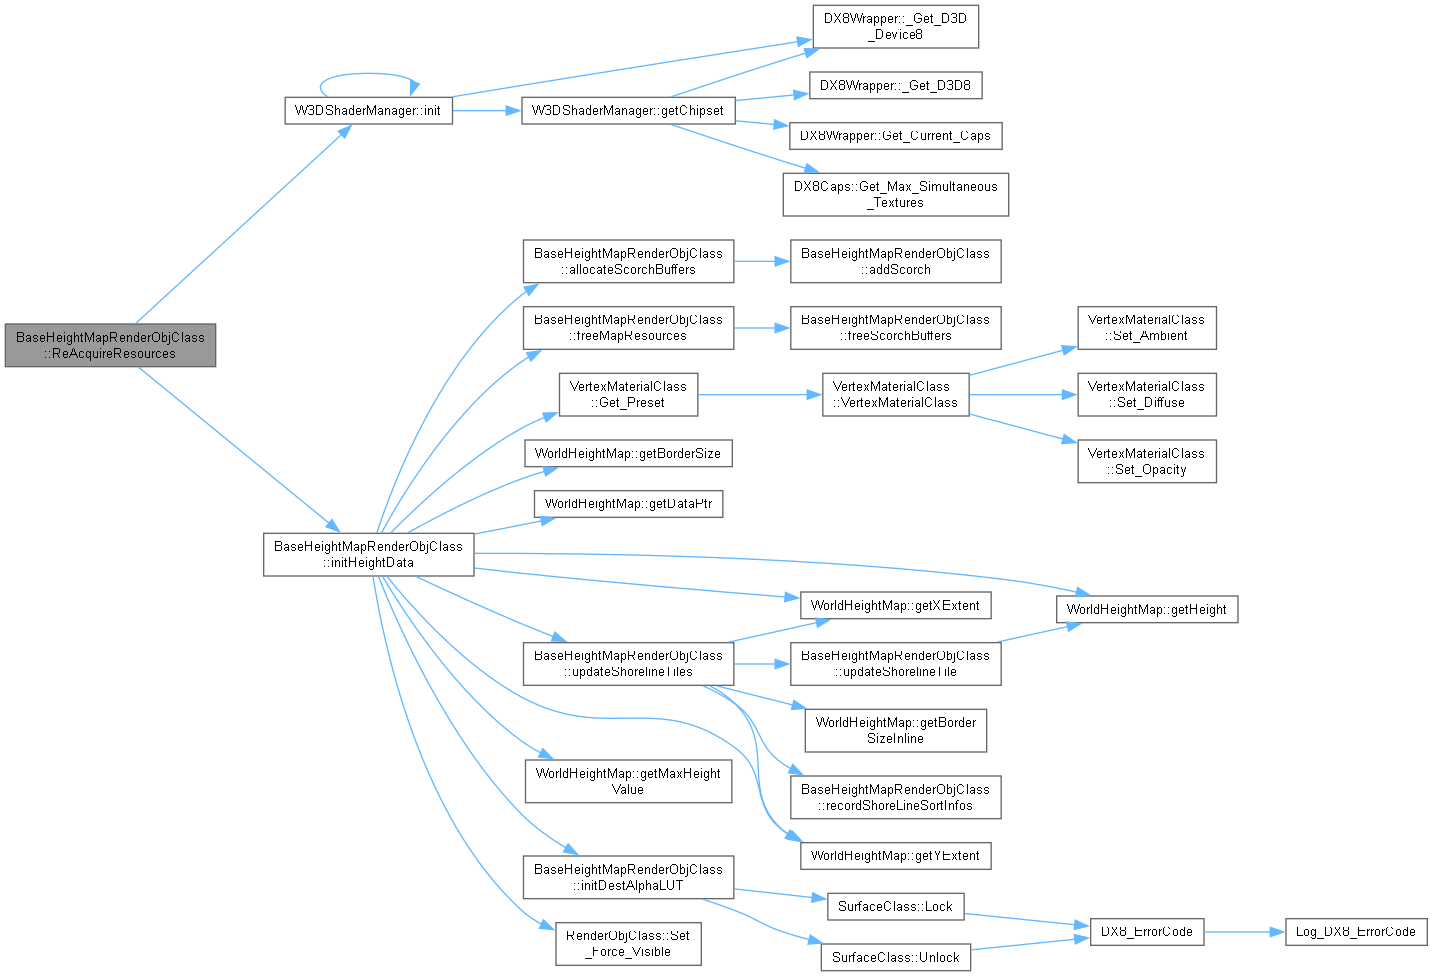 DX8Wrapper::_Get_D3D
_Device8
DX8Wrapper::_Get_D3D8
W3DShaderManager::init
W3DShaderManager::getChipset
DX8Wrapper::Get_Current_Caps
DX8Caps::Get_Max_Simultaneous
_Textures
BaseHeightMapRenderObjClass
::allocateScorchBuffers
BaseHeightMapRenderObjClass
::addScorch
BaseHeightMapRenderObjClass
::ReAcquireResources
BaseHeightMapRenderObjClass
::freeMapResources
BaseHeightMapRenderObjClass
::freeScorchBuffers
VertexMaterialClass
::Set_Ambient
VertexMaterialClass
::Get_Preset
VertexMaterialClass
::VertexMaterialClass
VertexMaterialClass
::Set_Diffuse
WorldHeightMap::getBorderSize
VertexMaterialClass
::Set_Opacity
WorldHeightMap::getDataPtr
BaseHeightMapRenderObjClass
::initHeightData
WorldHeightMap::getXExtent
WorldHeightMap::getHeight
BaseHeightMapRenderObjClass
::updateShorelineTiles
BaseHeightMapRenderObjClass
::updateShorelineTile
WorldHeightMap::getBorder
SizeInline
WorldHeightMap::getMaxHeight
Value
BaseHeightMapRenderObjClass
::recordShoreLineSortInfos
WorldHeightMap::getYExtent
BaseHeightMapRenderObjClass
::initDestAlphaLUT
SurfaceClass::Lock
DX8_ErrorCode
Log_DX8_ErrorCode
RenderObjClass::Set
_Force_Visible
SurfaceClass::Unlock